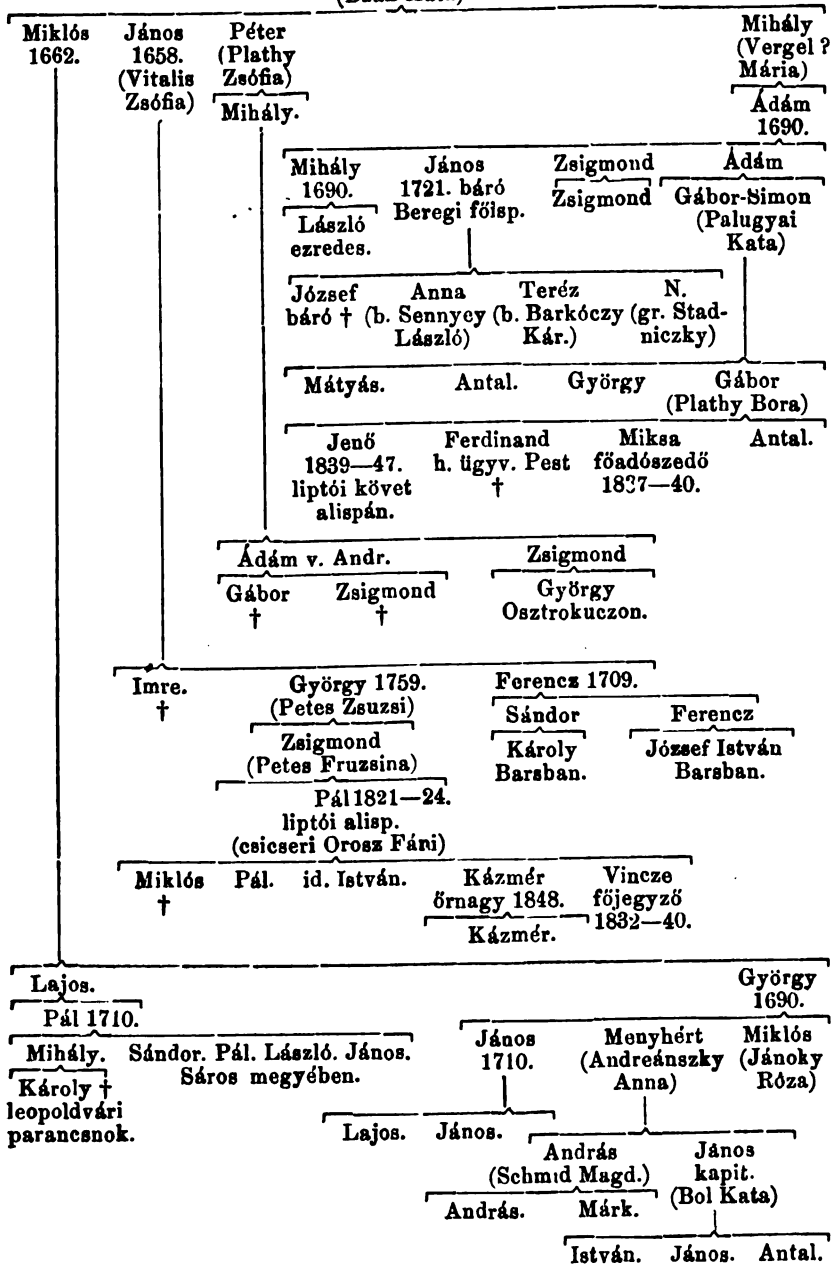 Miklós János Péter Mihály
1662. 1658. (Plathy (Vergel ?
(Vitalis Zsófia) Mária)
Zsófia) Mihály. Ádám
1690.
Mihály János Zsigmond Ádám
1690. 1721. báró Zsigmond Gábor-Simon
László Beregi főisp. (Palugyai
ezredes. Kata)
József Anna Teréz N.
báró † (b. Sennyey (b. Barkóczy (gr. Stad-
László) Kár.) niczky)
Mátyás. Antal. György Gábor
(Plathy Bora)
Jenő Ferdinand Miksa Antal.
1839—47. h. ügyv. Pest főadószedő
liptói követ † 1837—40.
alispán.
Ádám v. Andr. Zsigmond
Gábor Zsigmond György
† † Osztrokuczon.
Imre. György 1759. Ferencz 1709.
† (Petes Zsuzsi) Sándor Ferencz
Zsigmond Károly József István
(Petes Fruzsina) Barsban. Barsban.
Pál 1821—24.
liptói alisp.
(csicseri Orosz Fáni)
Miklós Pál. id. István. Kázmér Vincze
† őrnagy 1848. főjegyző
Kázmér. 1832—40.
Lajos. György
1690.
Pál 1710.
János Menyhért Miklós
Mihály. Sándor. Pál. László. János. 1710. (Andreánszky (Jánoky
Sáros megyében. Anna) Róza)
Károly †
leopoldvári
parancsnok.
Lajos. János.
András János
(Schmid Magd.) kapit.
(Bol Kata)
András. Márk.
István. János. Antal.